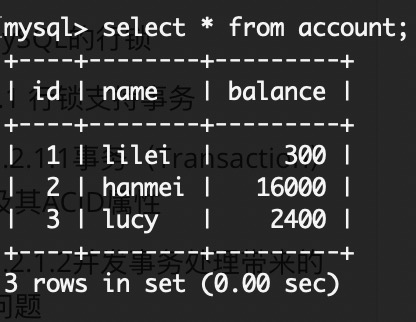 mysql> select * from account;
MySQL的行锁
+----+--------+---------+
| id | name   | balance |
行锁支持事务
+----+--------+---------+
|  1 | lilei  |     300 |
.2.1.1事务（Transaction）
|  2 | hanmei |   16000 |
及其ACID属性
|  3 | lucy   |    2400 |
+----+--------+---------+
.2.1.2并发事务处理带来的
3 rows in set (0.00 sec)
问题